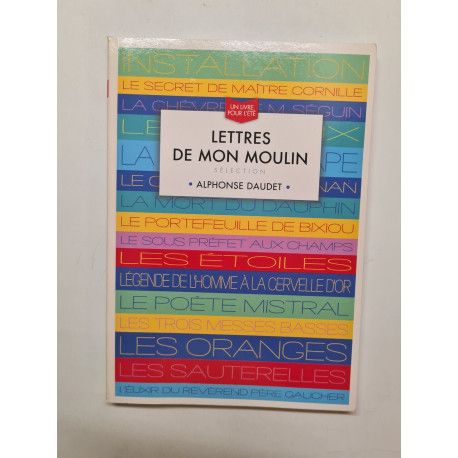 INSTALLATION
LE SECRET DE MAÎTRE CORNILLE
LA CHÈVRE M. SÉGUIN
UN LIVRE
POUR L'ÉTÉ
LETTRES
DE MON MOULIN
SÉLECTION
• ALPHONSE DAUDET •
LA
LA MORT DU DAUPHIN
LE PORTEFEUILLE DE BIXIOU
LE SOUS PRÉFET AUX CHAMPS
LES ÉTOILES
LÉGENDE DE L'HOMME À LA CERVELLE D'OR
LE POÈTE MISTRAL
LES TROIS MESSES BASSES
LES ORANGES
LES SAUTERELLES
L'ÉLIXIR DU RÉVÉREND PÈRE GAUCHER